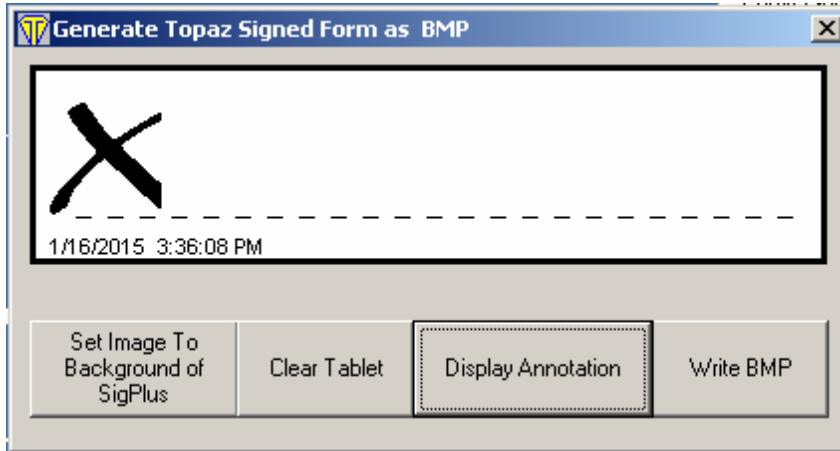 Generate Topaz Signed Form as BMP
1/16/2015 3:36:08 PM
Set Image To
Background of
SigPlus
Clear Tablet
Display Annotation
Write BMP